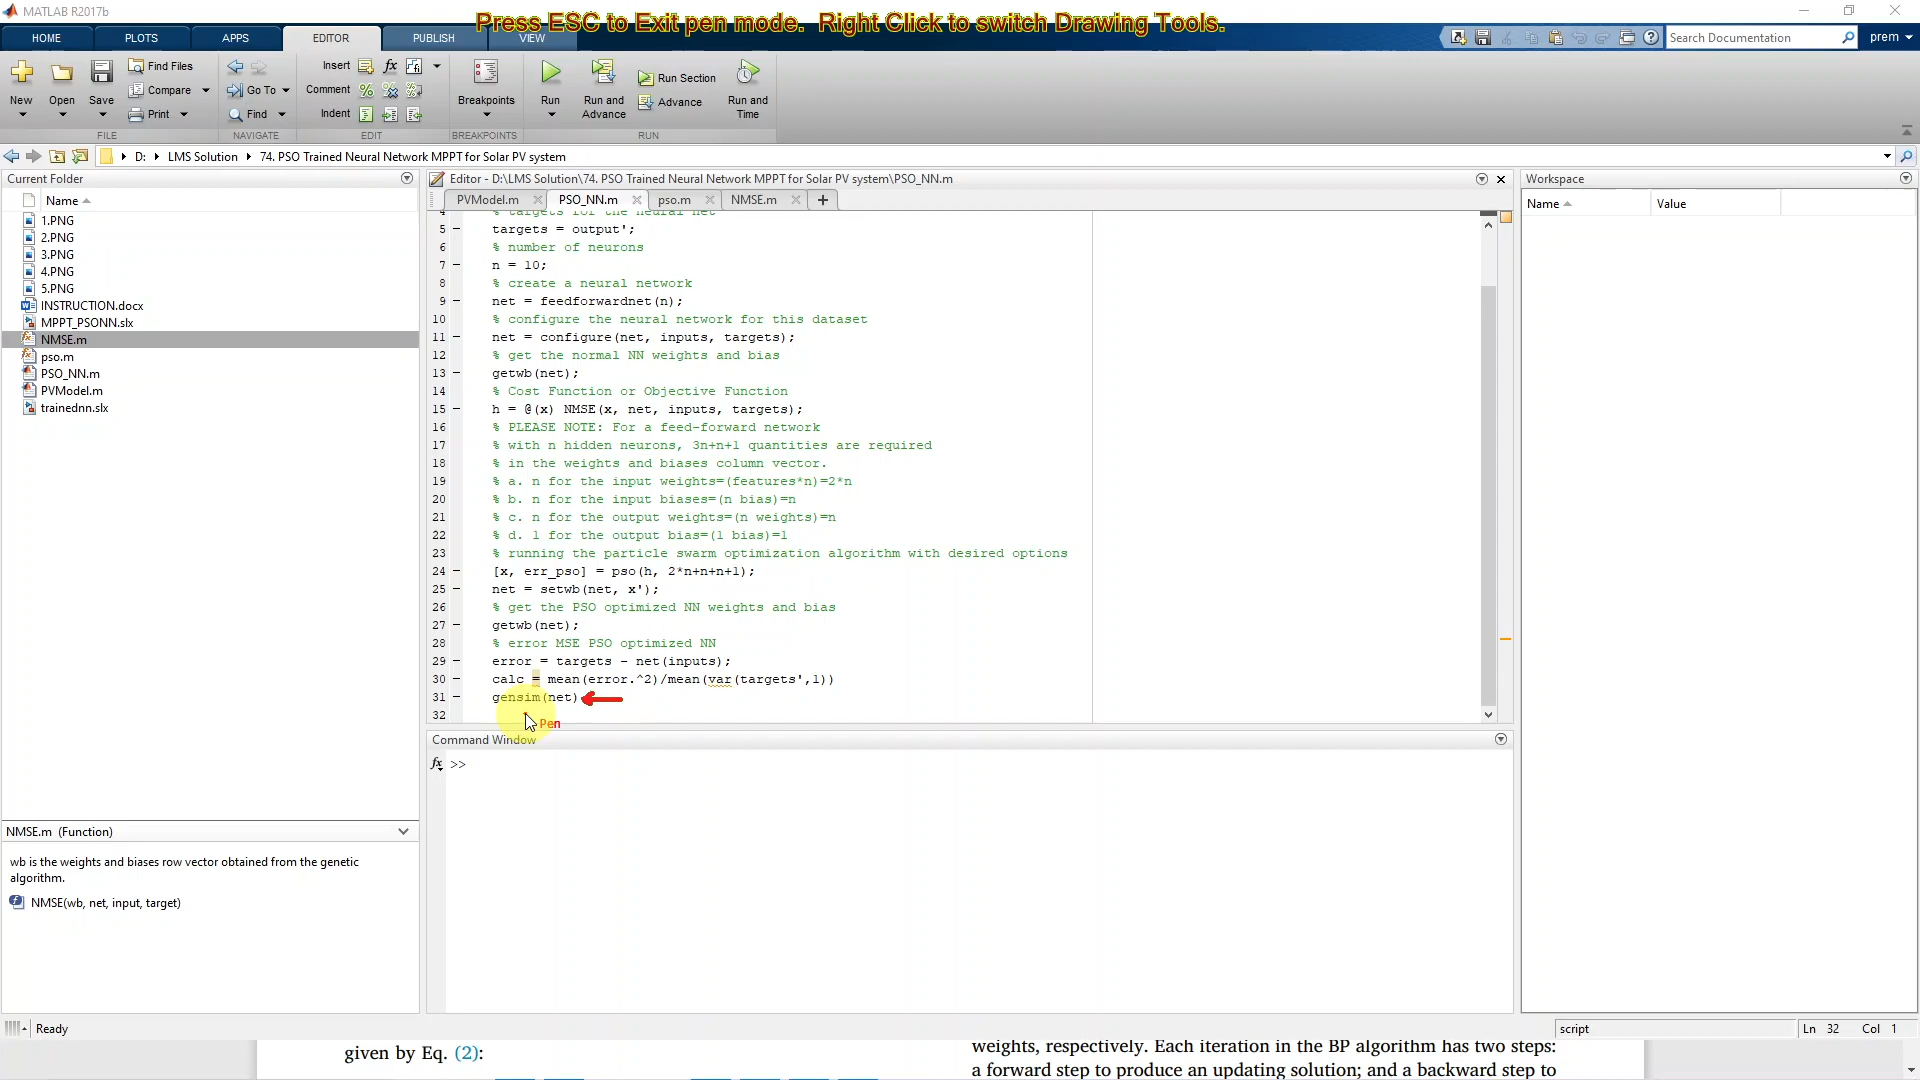 MATLAB R2017b
Press ESC to Exit pen mode. Right Click to switch Drawing Tools.
HOME
PLOTS
APPS
EDITOR
PUBLISH
VIEW
Search Documentation
prem
New
Open
Save
Find Files
Compare
Print
Go To
Find
Insert
Comment
Indent
Breakpoints
Run
Run and Advance
Run Section
Advance
Run and Time
FILE
NAVIGATE
EDIT
BREAKPOINTS
RUN
D: LMS Solution 74. PSO Trained Neural Network MPPT for Solar PV system
Current Folder
Name
1.PNG
2.PNG
3.PNG
4.PNG
5.PNG
INSTRUCTION.docx
MPPT_PSONN.slx
NMSE.m
pso.m
PSO_NN.m
PVModel.m
trainednn.slx
NMSE.m (Function)
wb is the weights and biases row vector obtained from the genetic
algorithm.
NMSE(wb, net, input, target)
Editor - D:\LMS Solution\74. PSO Trained Neural Network MPPT for Solar PV system\PSO_NN.m
PVModel.m
PSO_NN.m
pso.m
NMSE.m
4 % targets for the neural net
5 – targets = output';
6 % number of neurons
7 – n = 10;
8 % create a neural network
9 – net = feedforwardnet(n);
10 % configure the neural network for this dataset
11 – net = configure(net, inputs, targets);
12 % get the normal NN weights and bias
13 – getwb(net);
14 % Cost Function or Objective Function
15 – h = @(x) NMSE(x, net, inputs, targets);
16 % PLEASE NOTE: For a feed-forward network
17 % with n hidden neurons, 3n+n+1 quantities are required
18 % in the weights and biases column vector.
19 % a. n for the input weights=(features*n)=2*n
20 % b. n for the input biases=(n bias)=n
21 % c. n for the output weights=(n weights)=n
22 % d. 1 for the output bias=(1 bias)=1
23 % running the particle swarm optimization algorithm with desired options
24 – [x, err_pso] = pso(h, 2*n+n+n+1);
25 – net = setwb(net, x');
26 % get the PSO optimized NN weights and bias
27 – getwb(net);
28 % error MSE PSO optimized NN
29 – error = targets - net(inputs);
30 – calc = mean(error.^2)/mean(var(targets',1))
31 – gensim(net)
32
Pen
Command Window
fx >>
Workspace
Name
Value
Ready
script
Ln 32 Col 1
given by Eq. (2):
weights, respectively. Each iteration in the BP algorithm has two steps:
a forward step to produce an updating solution; and a backward step to